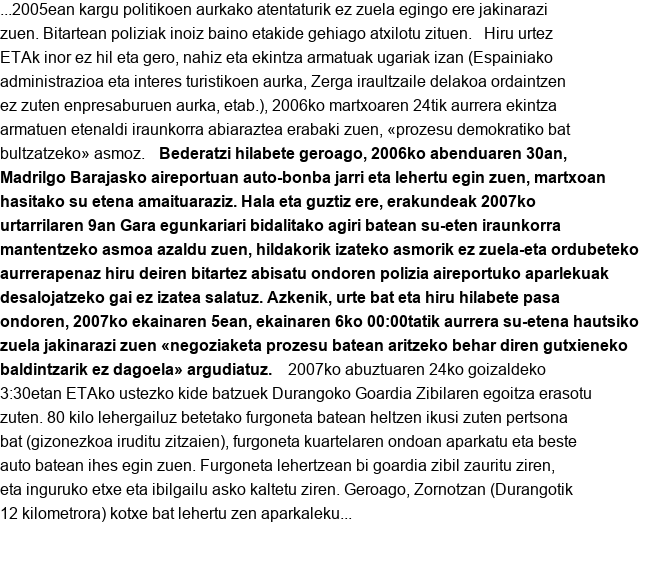 ...2005ean kargu politikoen aurkako atentaturik ez zuela egingo ere jakinarazi
zuen. Bitartean poliziak inoiz baino etakide gehiago atxilotu zituen. Hiru urtez
ETAk inor ez hil eta gero, nahiz eta ekintza armatuak ugariak izan (Espainiako
administrazioa eta interes turistikoen aurka, Zerga iraultzaile delakoa ordaintzen
ez zuten enpresaburuen aurka, etab.), 2006ko martxoaren 24tik aurrera ekintza
armatuen etenaldi iraunkorra abiaraztea erabaki zuen, «prozesu demokratiko bat
bultzatzeko» asmoz. Bederatzi hilabete geroago, 2006ko abenduaren 30an,
Madrilgo Barajasko aireportuan auto-bonba jarri eta lehertu egin zuen, martxoan
hasitako su etena amaituaraziz. Hala eta guztiz ere, erakundeak 2007ko
urtarrilaren 9an Gara egunkariari bidalitako agiri batean su-eten iraunkorra
mantentzeko asmoa azaldu zuen, hildakorik izateko asmorik ez zuela-eta ordubeteko
aurrerapenaz hiru deiren bitartez abisatu ondoren polizia aireportuko aparlekuak
desalojatzeko gai ez izatea salatuz. Azkenik, urte bat eta hiru hilabete pasa
ondoren, 2007ko ekainaren 5ean, ekainaren 6ko 00:00tatik aurrera su-etena hautsiko
zuela jakinarazi zuen «negoziaketa prozesu batean aritzeko behar diren gutxieneko
baldintzarik ez dagoela» argudiatuz. 2007ko abuztuaren 24ko goizaldeko
3:30etan ETAko ustezko kide batzuek Durangoko Goardia Zibilaren egoitza erasotu
zuten. 80 kilo lehergailuz betetako furgoneta batean heltzen ikusi zuten pertsona
bat (gizonezkoa iruditu zitzaien), furgoneta kuartelaren ondoan aparkatu eta beste
auto batean ihes egin zuen. Furgoneta lehertzean bi goardia zibil zauritu ziren,
eta inguruko etxe eta ibilgailu asko kaltetu ziren. Geroago, Zornotzan (Durangotik
12 kilometrora) kotxe bat lehertu zen aparkaleku...